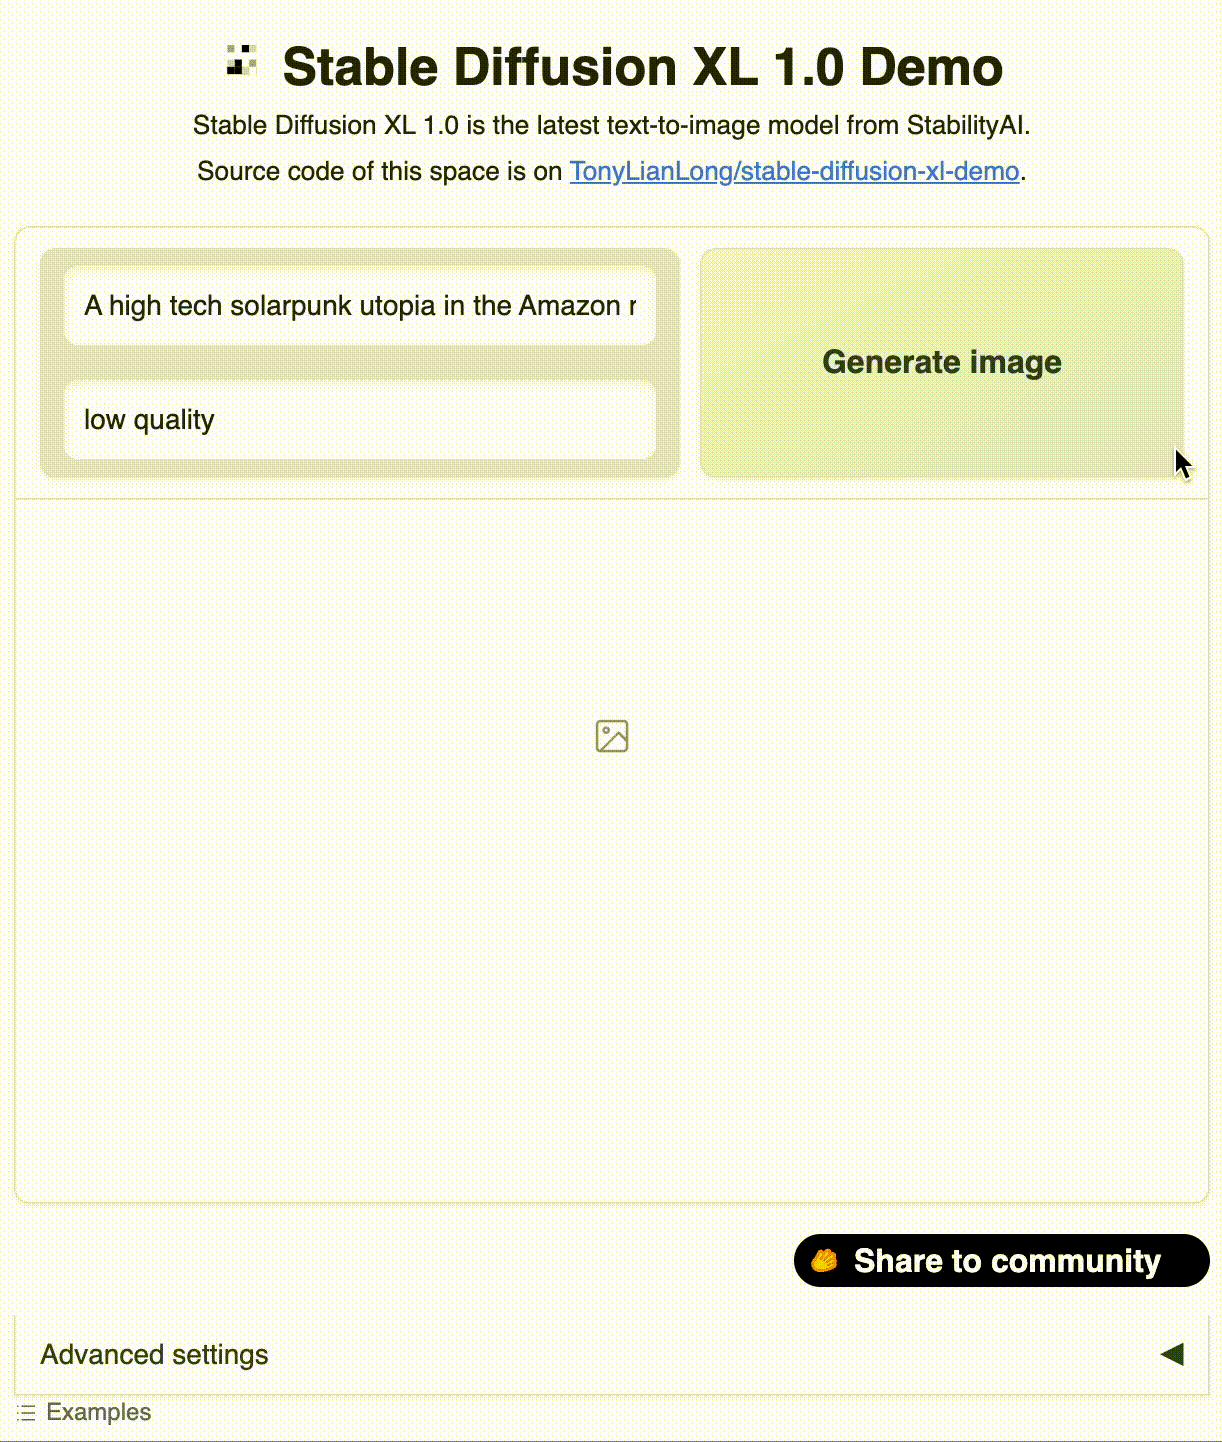 Stable Diffusion XL 1.0 Demo
Stable Diffusion XL 1.0 is the latest text-to-image model from StabilityAI.
Source code of this space is on TonyLianLong/stable-diffusion-xl-demo.
A high tech solarpunk utopia in the Amazon r
Generate image
low quality
Share to community
Advanced settings
Examples